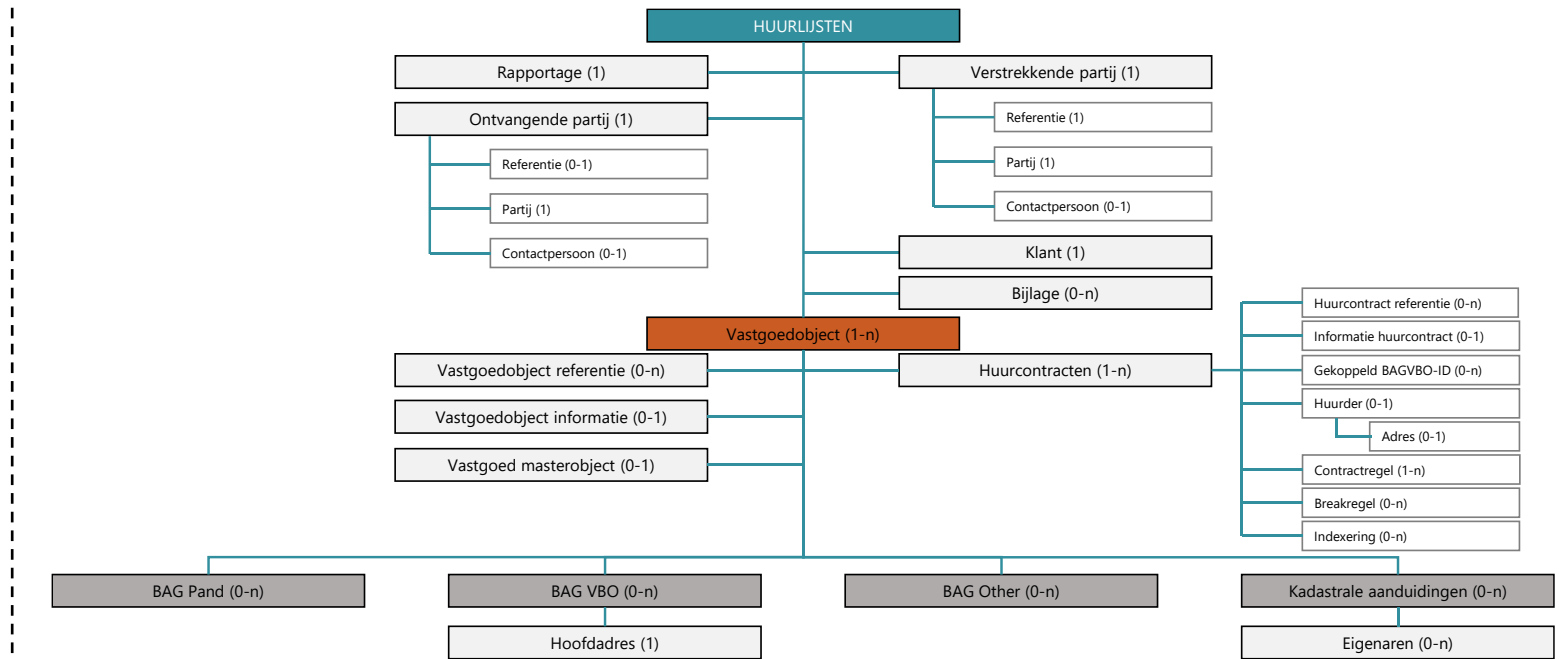 HUURLIJSTEN
Rapportage (1)
Verstrekkende partij (1)
Ontvangende partij (1)
Referentie (1)
Referentie (0-1)
Partij (1)
Partij (1)
Contactpersoon (0-1)
Contactpersoon (0-1)
Klant (1)
Bijlage (0-n)
Huurcontract referentie (0-n)
Vastgoedobject (1-n)
Informatie huurcontract (0-1)
Vastgoedobject referentie (0-n)
Huurcontracten (1-n)
Gekoppeld BAGVBO-ID (0-n)
Huurder (0-1)
Vastgoedobject informatie (0-1)
Adres (0-1)
Vastgoed masterobject (0-1)
Contractregel (1-n)
Breakregel (0-n)
Indexering (0-n)
BAG Pand (0-n)
BAG VBO (0-n)
BAG Other (0-n)
Kadastrale aanduidingen (0-n)
Hoofdadres (1)
Eigenaren (0-n)